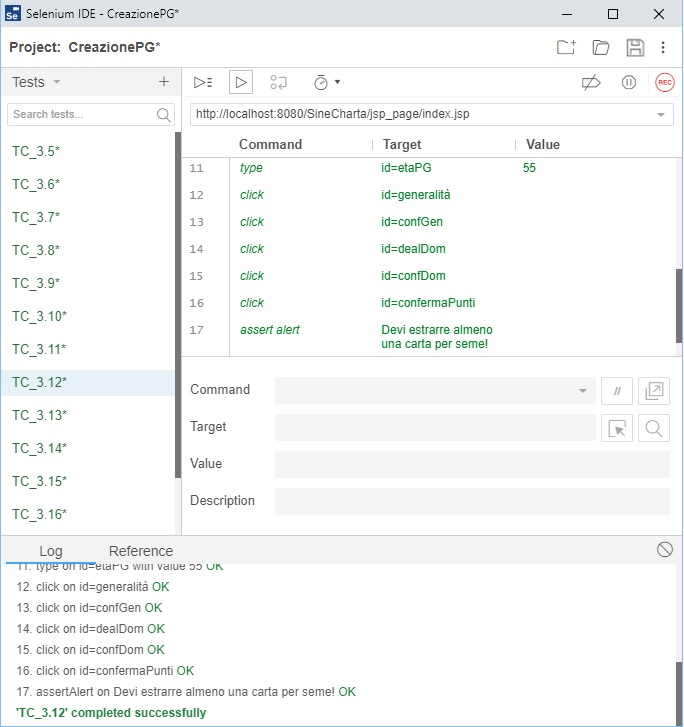 Selenium IDE - CreazionePG*
Project: CreazionePG*
Tests
REC
Search tests...
http://localhost:8080/SineCharta/jsp_page/index.jsp
Command Target Value
TC_3.5*
TC_3.6*
TC_3.7*
TC_3.8*
TC_3.9*
TC_3.10*
TC_3.11*
TC_3.12*
TC_3.13*
TC_3.14*
TC_3.15*
TC_3.16*
11 type id=etaPG 55
12 click id=generalità
13 click id=confGen
14 click id=dealDom
15 click id=confDom
16 click id=confermaPunti
17 assert alert Devi estrarre almeno
una carta per seme!
Command //
Target
Value
Description
Log Reference
11. type on id=etaPG with value 55 OK
12. click on id=generalità OK
13. click on id=confGen OK
14. click on id=dealDom OK
15. click on id=confDom OK
16. click on id=confermaPunti OK
17. assertAlert on Devi estrarre almeno una carta per seme! OK
'TC_3.12' completed successfully